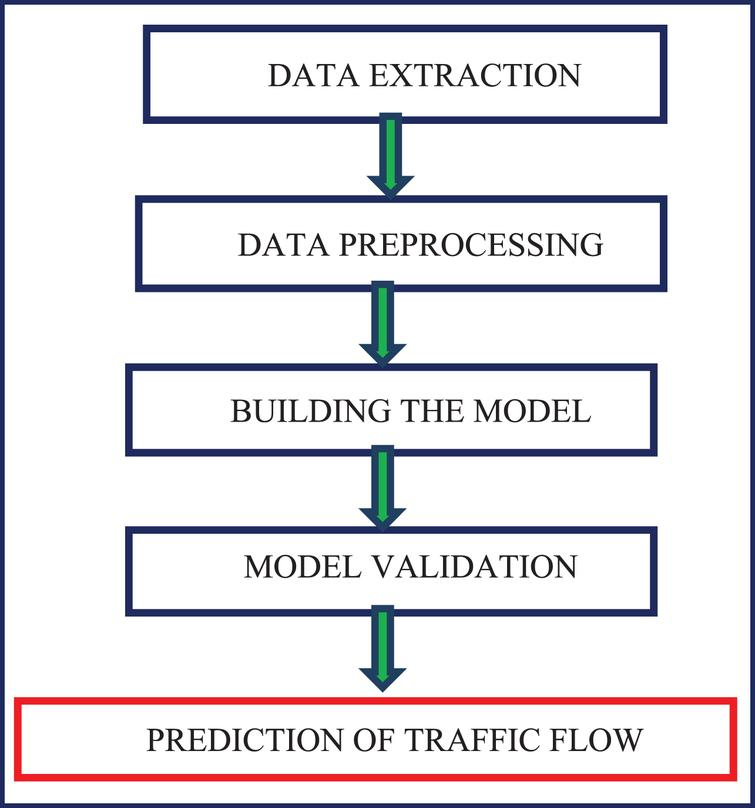 DATA EXTRACTION
DATA PREPROCESSING
BUILDING THE MODEL
MODEL VALIDATION
PREDICTION OF TRAFFIC FLOW